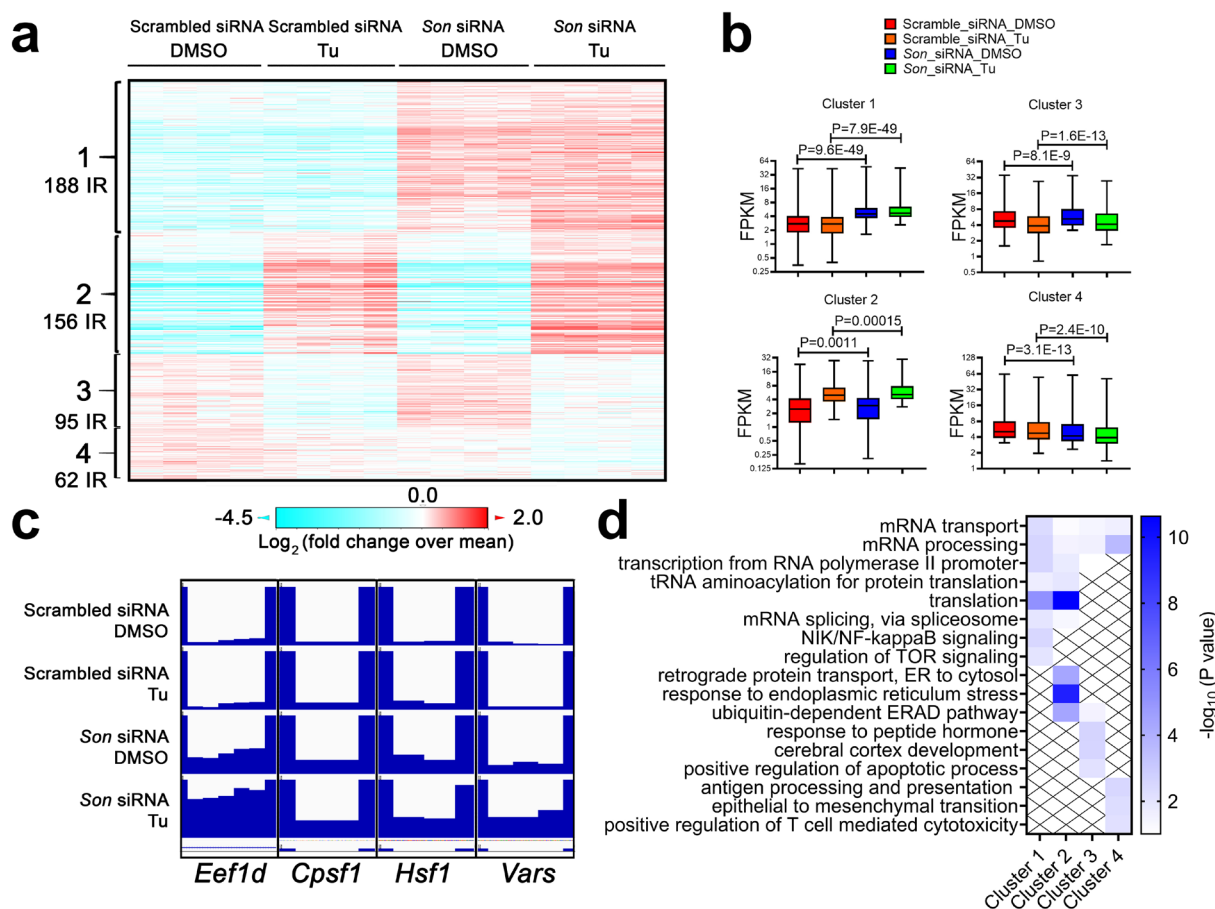 a
Scrambled siRNA DMSO
Scrambled siRNA Tu
Son siRNA DMSO
Son siRNA Tu
1
188 IR
2
156 IR
3
95 IR
4
62 IR
0.0
-4.5
2.0
Log2 (fold change over mean)
b
Scramble_siRNA_DMSO
Scramble_siRNA_Tu
Son_siRNA_DMSO
Son_siRNA_Tu
Cluster 1
P=7.9E-49
P=9.6E-49
FPKM
64
32
16
8
4
2
1
0.5
0.25
Cluster 3
P=1.6E-13
P=8.1E-9
FPKM
64
32
16
8
4
2
1
0.5
Cluster 2
P=0.00015
P=0.0011
FPKM
32
16
8
4
2
1
0.5
0.25
0.125
Cluster 4
P=2.4E-10
P=3.1E-13
FPKM
128
64
32
16
8
4
2
1
c
Scrambled siRNA
DMSO
Scrambled siRNA
Tu
Son siRNA
DMSO
Son siRNA
Tu
Eef1d
Cpsf1
Hsf1
Vars
d
mRNA transport
mRNA processing
transcription from RNA polymerase II promoter
tRNA aminoacylation for protein translation
translation
mRNA splicing, via spliceosome
NIK/NF-kappaB signaling
regulation of TOR signaling
retrograde protein transport, ER to cytosol
response to endoplasmic reticulum stress
ubiquitin-dependent ERAD pathway
response to peptide hormone
cerebral cortex development
positive regulation of apoptotic process
antigen processing and presentation
epithelial to mesenchymal transition
positive regulation of T cell mediated cytotoxicity
Cluster 1
Cluster 2
Cluster 3
Cluster 4
10
8
6
4
2
-log10 (P value)